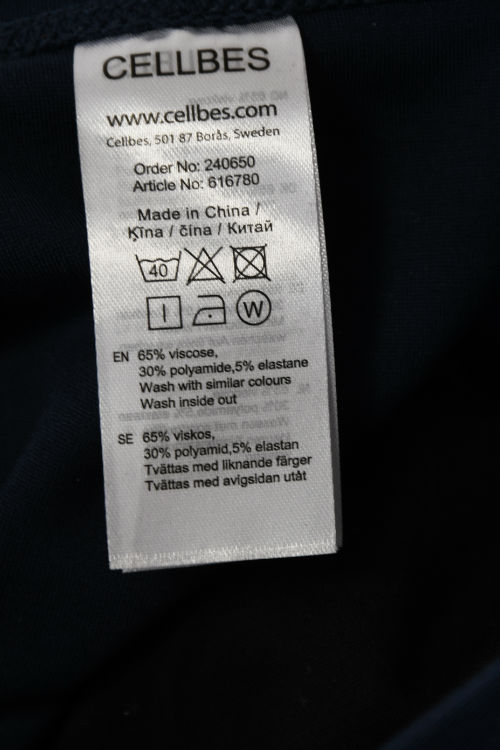 CELLBES
www.cellbes.com
Cellbes, 501 87 Borås, Sweden
Order No: 240650
Article No: 616780
Made in China /
Ķīna / čína / Китай
40
W
EN 65% viscose,
30% polyamide,5% elastane
Wash with similar colours
Wash inside out
SE 65% viskos,
30% polyamid,5% elastan
Tvättas med liknande färger
Tvättas med avigsidan utåt